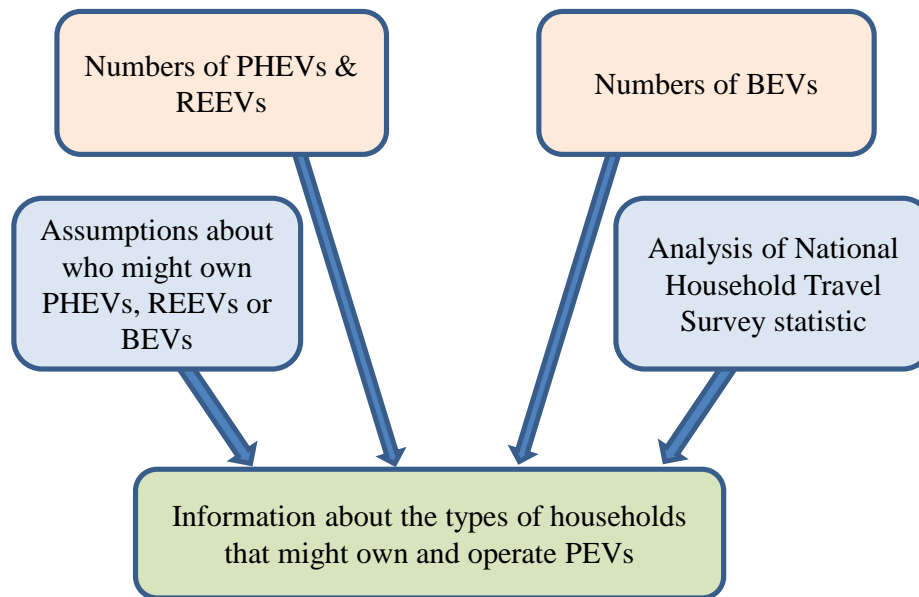 Numbers of PHEVs &
REEVs
Numbers of BEVs
Assumptions about
who might own
PHEVs, REEVs or
BEVs
Analysis of National
Household Travel
Survey statistic
Information about the types of households
that might own and operate PEVs